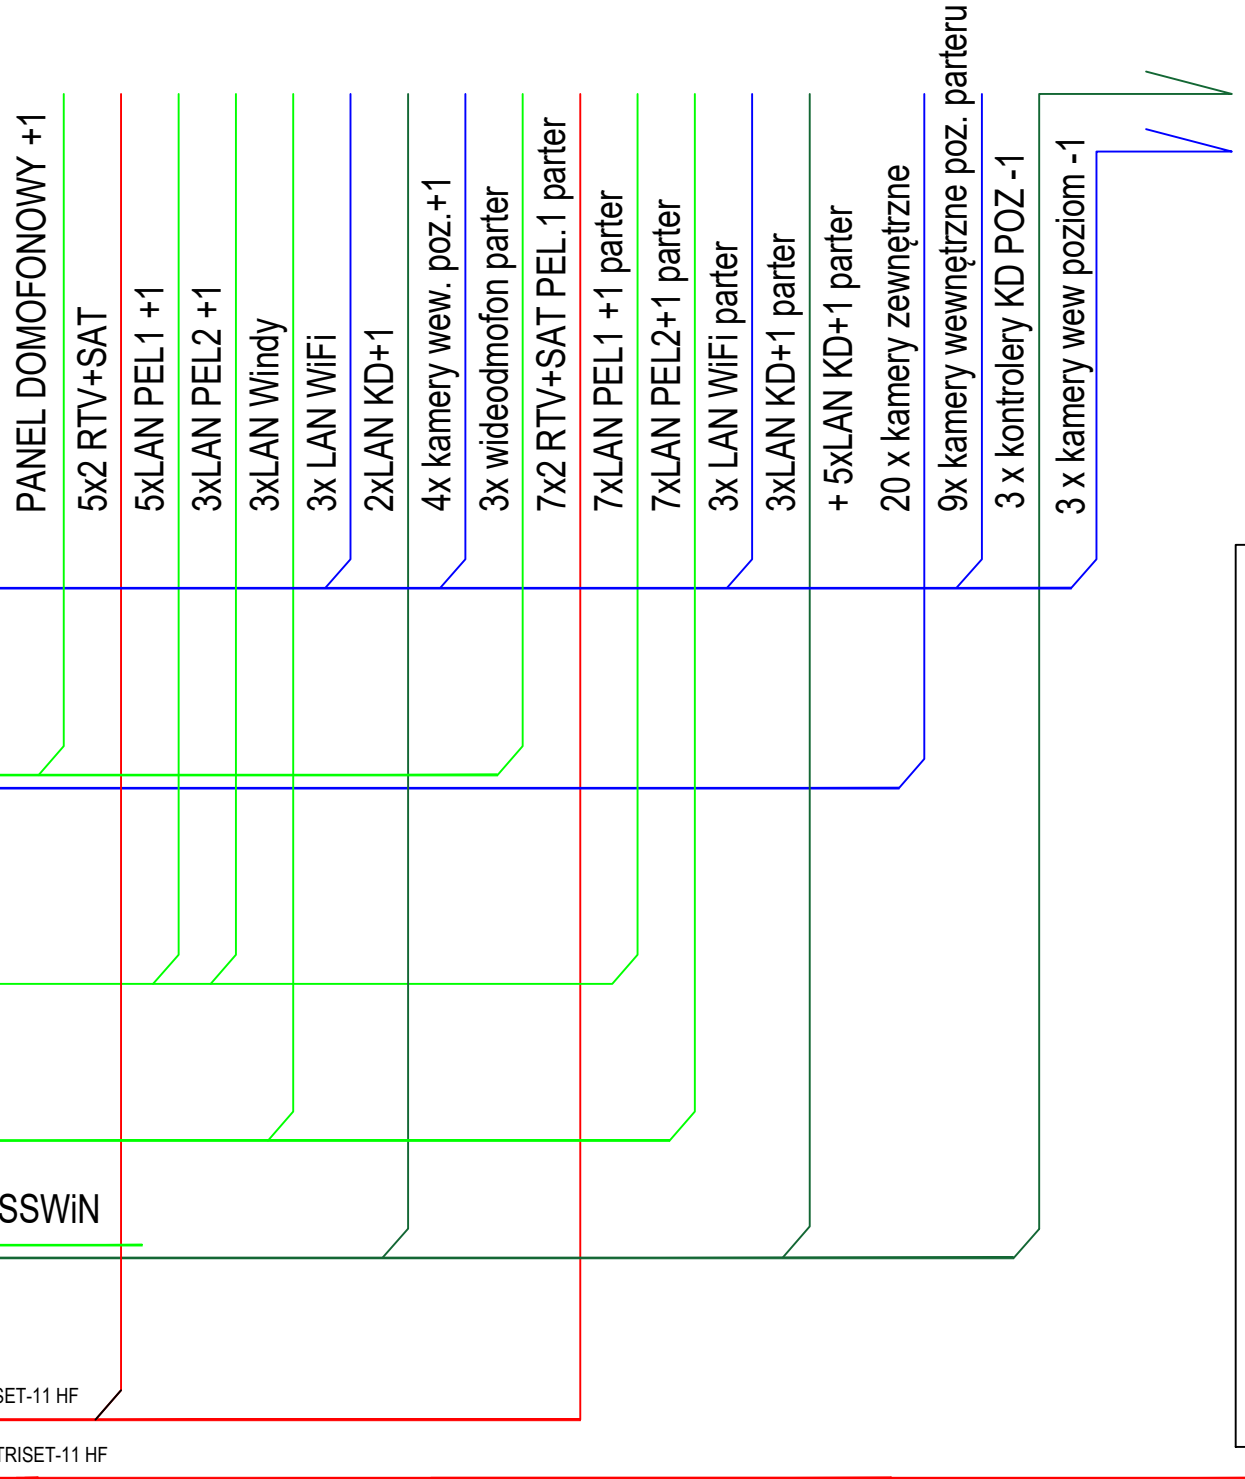 PANEL DOMOFONOWY +1
5x2 RTV+SAT
5xLAN PEL1 +1
3xLAN PEL2 +1
3xLAN Windy
3x LAN WiFi
2xLAN KD+1
4x kamery wew. poz.+1
3x wideodmofon parter
7x2 RTV+SAT PEL.1 parter
7xLAN PEL1 +1 parter
7xLAN PEL2+1 parter
3x LAN WiFi parter
3xLAN KD+1 parter
+ 5xLAN KD+1 parter
20 x kamery zewnętrzne
9x kamery wewnętrzne poz. parteru
3 x kontrolery KD POZ -1
3 x kamery wew poziom -1
SSWiN
SET-11 HF
TRISET-11 HF